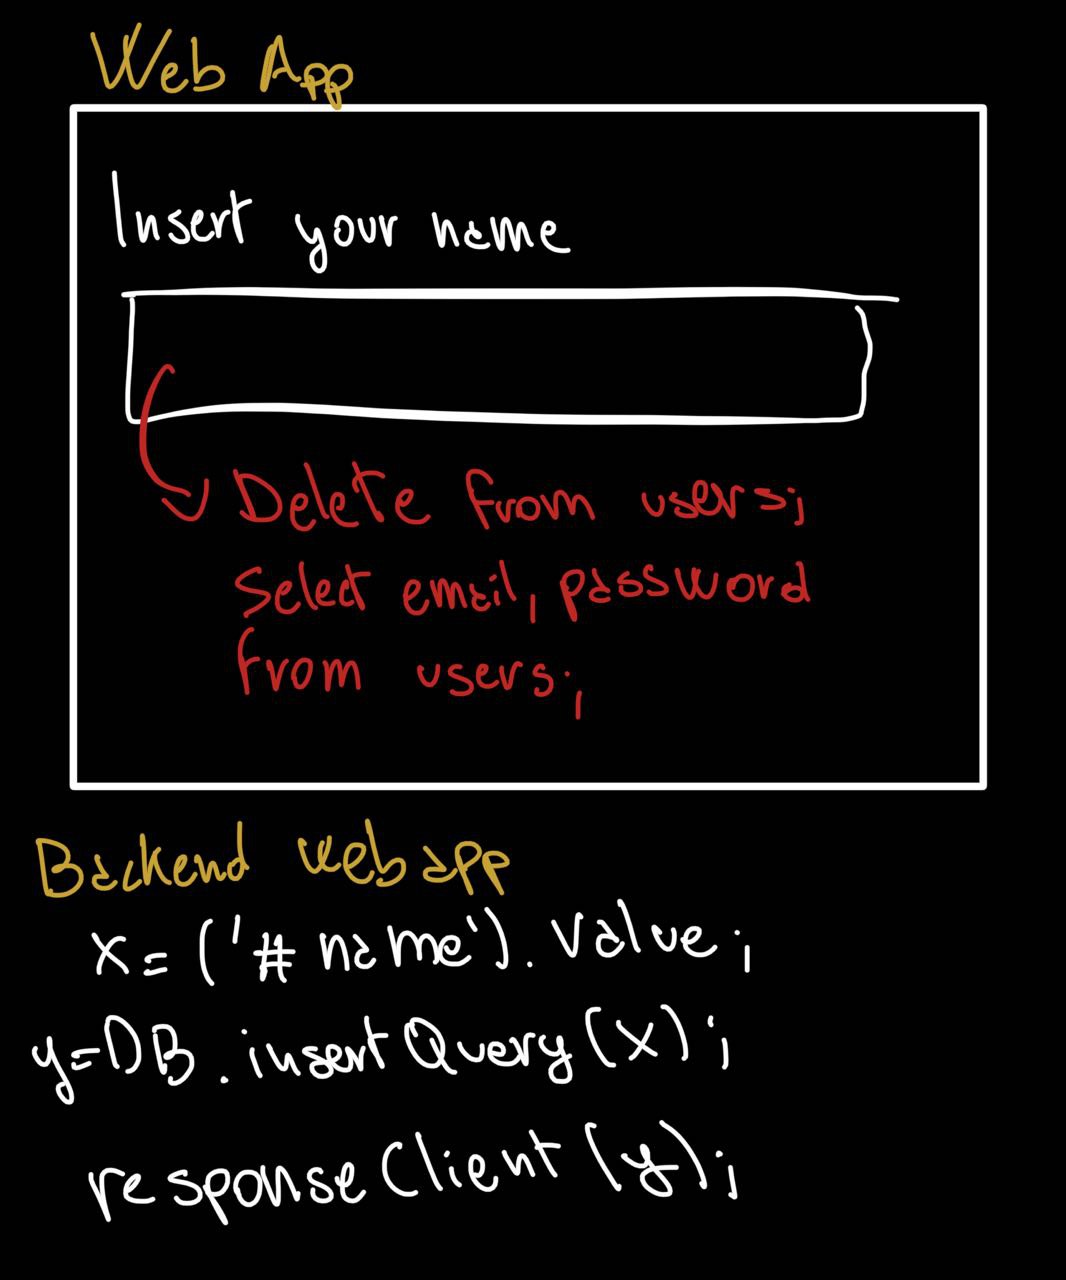 Web App
Insert your name
Delete from users;
Select email, password
from users;
Backend webapp
x = ('# name'). value;
y=DB.insertQuery(x);
responseClient(y);